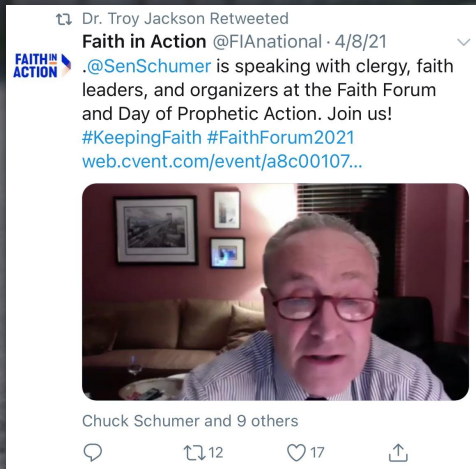 Dr. Troy Jackson Retweeted
Faith in Action @FIAnational · 4/8/21
FAITH IN
ACTION
.@SenSchumer is speaking with clergy, faith
leaders, and organizers at the Faith Forum
and Day of Prophetic Action. Join us!
#KeepingFaith #FaithForum2021
web.cvent.com/event/a8c00107...
Chuck Schumer and 9 others
12 17